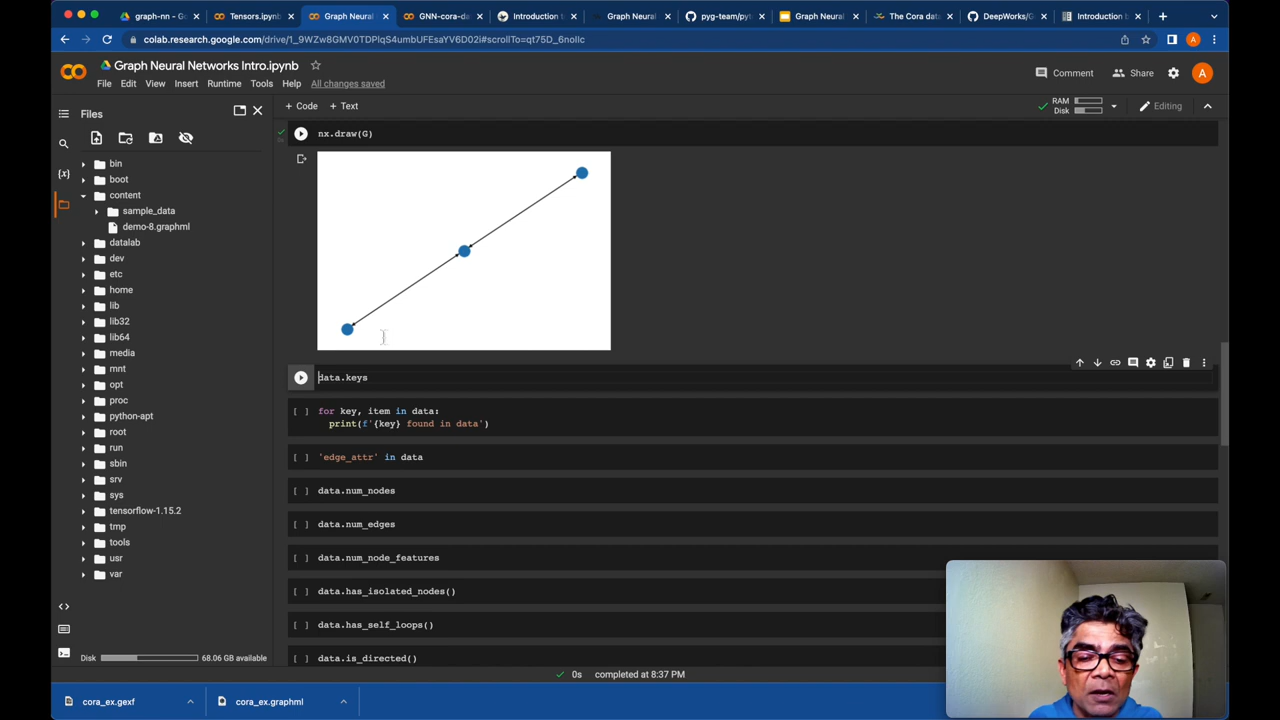 graph-nn - Go
Tensors.ipynb
Graph Neural
GNN-cora-da
Introduction t
Graph Neural
pyg-team/pyt
Graph Neural
The Cora dat
DeepWorks/G
Introduction b
colab.research.google.com/drive/1_9WZw8GMV0TDPlqS4umbUFEsaYV6D02i#scrollTo=qt75D_6nollc
A
CO
Graph Neural Networks Intro.ipynb
File Edit View Insert Runtime Tools Help All changes saved
Comment
Share
A
Files
+ Code + Text
RAM
Disk
Editing
bin
boot
content
sample_data
demo-8.graphml
datalab
dev
etc
home
lib
lib32
lib64
media
mnt
opt
proc
python-apt
root
run
sbin
srv
sys
tensorflow-1.15.2
tmp
tools
usr
var
Disk 68.06 GB available
nx.draw(G)
data.keys
[ ] for key, item in data:
print(f'{key} found in data')
[ ] 'edge_attr' in data
[ ] data.num_nodes
[ ] data.num_edges
[ ] data.num_node_features
[ ] data.has_isolated_nodes()
[ ] data.has_self_loops()
[ ] data.is_directed()
0s completed at 8:37 PM
cora_ex.gexf
cora_ex.graphml